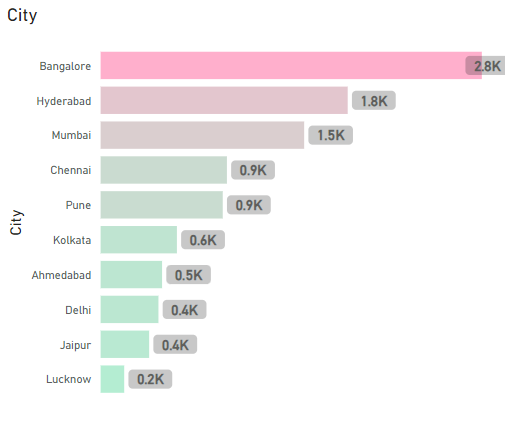 City
Bangalore 2.8K
Hyderabad 1.8K
Mumbai 1.5K
Chennai 0.9K
Pune 0.9K
Kolkata 0.6K
Ahmedabad 0.5K
Delhi 0.4K
Jaipur 0.4K
Lucknow 0.2K
City